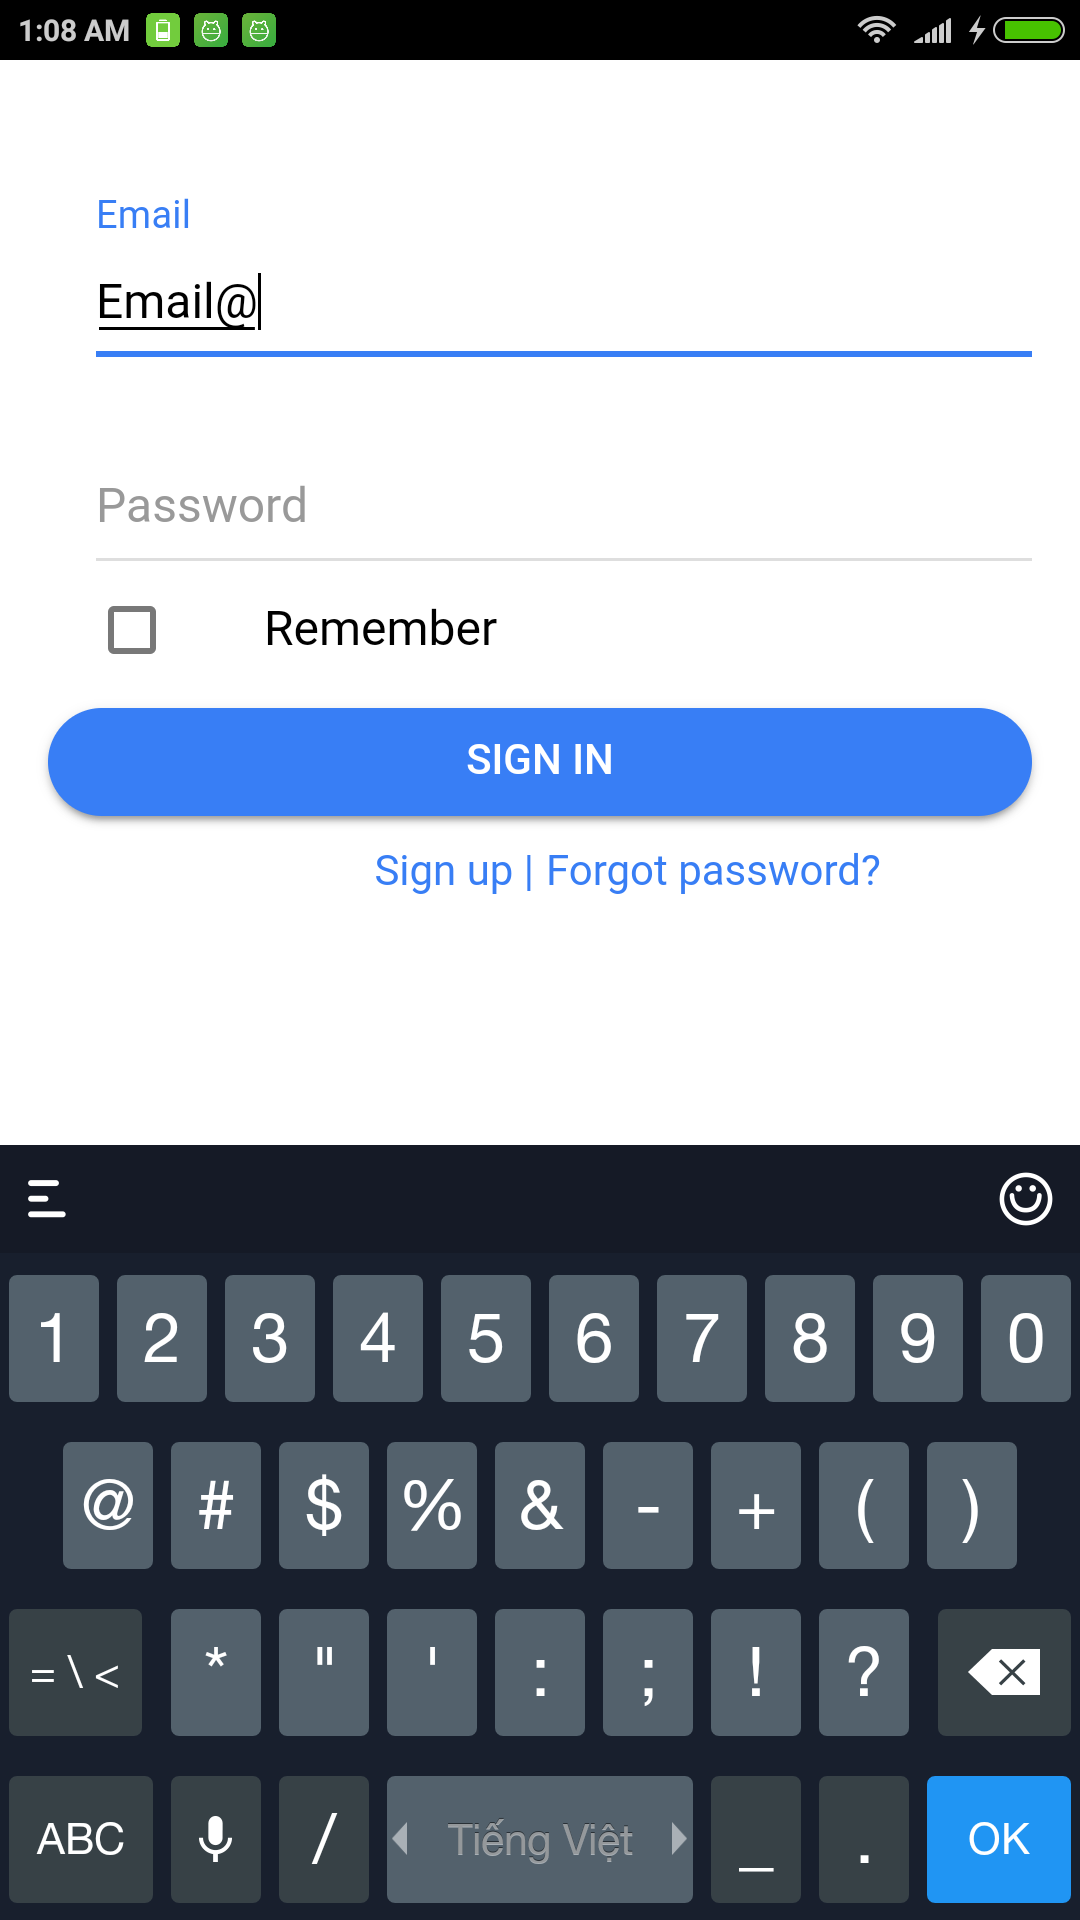 1:08 AM
Email
Email@
Password
Remember
SIGN IN
Sign up | Forgot password?
1 2 3 4 5 6 7 8 9 0
@ # $ % & - + ( )
= \ < * " ' : ; ! ?
ABC / Tiếng Việt _ . OK